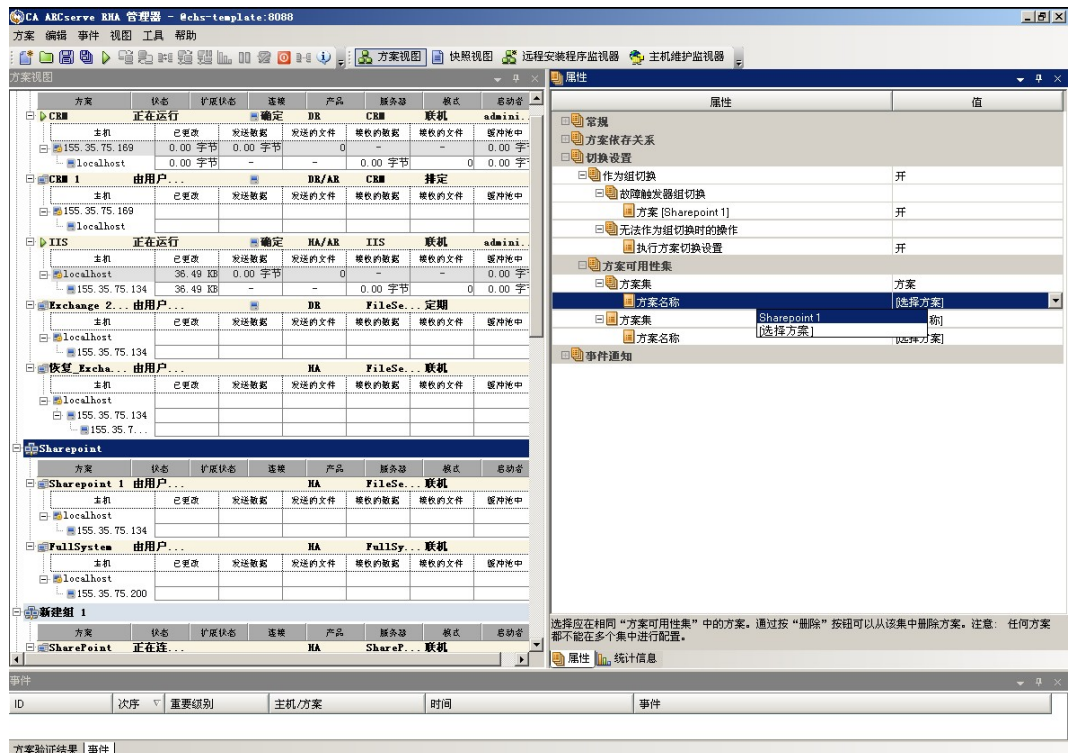 CA ARCserve RHA 管理器 - @chs-template:8088
方案 编辑 事件 视图 工具 帮助
方案视图 快照视图 远程安装程序监视器 主机维护监视器
方案视图
方案 状态 扩展状态 连接 产品 服务器 模式 启动者
CRM 正在运行 确定 DR CRM 联机 admini...
主机 已更改 发送数据 发送的文件 接收的数据 接收的文件 缓冲池中
155.35.75.169 0.00 字节 0.00 字节 0 - - 0.00 字节
localhost 0.00 字节 - - 0.00 字节 0 0.00 字节
CRM 1 由用户... DR/AR CRM 排定
主机 已更改 发送数据 发送的文件 接收的数据 接收的文件 缓冲池中
155.35.75.169
localhost
IIS 正在运行 确定 HA/AR IIS 联机 admini...
主机 已更改 发送数据 发送的文件 接收的数据 接收的文件 缓冲池中
localhost 36.49 KB 0.00 字节 0 - - 0.00 字节
155.35.75.134 36.49 KB - - 0.00 字节 0 0.00 字节
Exchange 2... 由用户... DR FileSe... 定期
主机 已更改 发送数据 发送的文件 接收的数据 接收的文件 缓冲池中
localhost
155.35.75.134
恢复_Excha... 由用户... HA FileSe... 联机
主机 已更改 发送数据 发送的文件 接收的数据 接收的文件 缓冲池中
localhost
155.35.75.134
155.35.7...
Sharepoint
方案 状态 扩展状态 连接 产品 服务器 模式 启动者
Sharepoint 1 由用户... HA FileSe... 联机
主机 已更改 发送数据 发送的文件 接收的数据 接收的文件 缓冲池中
localhost
155.35.75.134
FullSystem 由用户... HA FullSy... 联机
主机 已更改 发送数据 发送的文件 接收的数据 接收的文件 缓冲池中
localhost
155.35.75.200
新建组 1
方案 状态 扩展状态 连接 产品 服务器 模式 启动者
SharePoint 正在连... HA ShareP... 联机
属性
属性 值
常规
方案依存关系
切换设置
作为组切换 开
故障触发器组切换
方案 [Sharepoint 1] 开
无法作为组切换时的操作
执行方案切换设置 开
方案可用性集
方案集 方案
方案名称 [选择方案]
Sharepoint 1
[选择方案]
方案集 称]
方案名称 [选择方案]
事件通知
选择应在相同“方案可用性集”中的方案。通过按“删除”按钮可以从该集中删除方案。注意: 任何方案
都不能在多个集中进行配置。
属性 统计信息
事件
ID 次序 重要级别 主机/方案 时间 事件
方案验证结果 事件